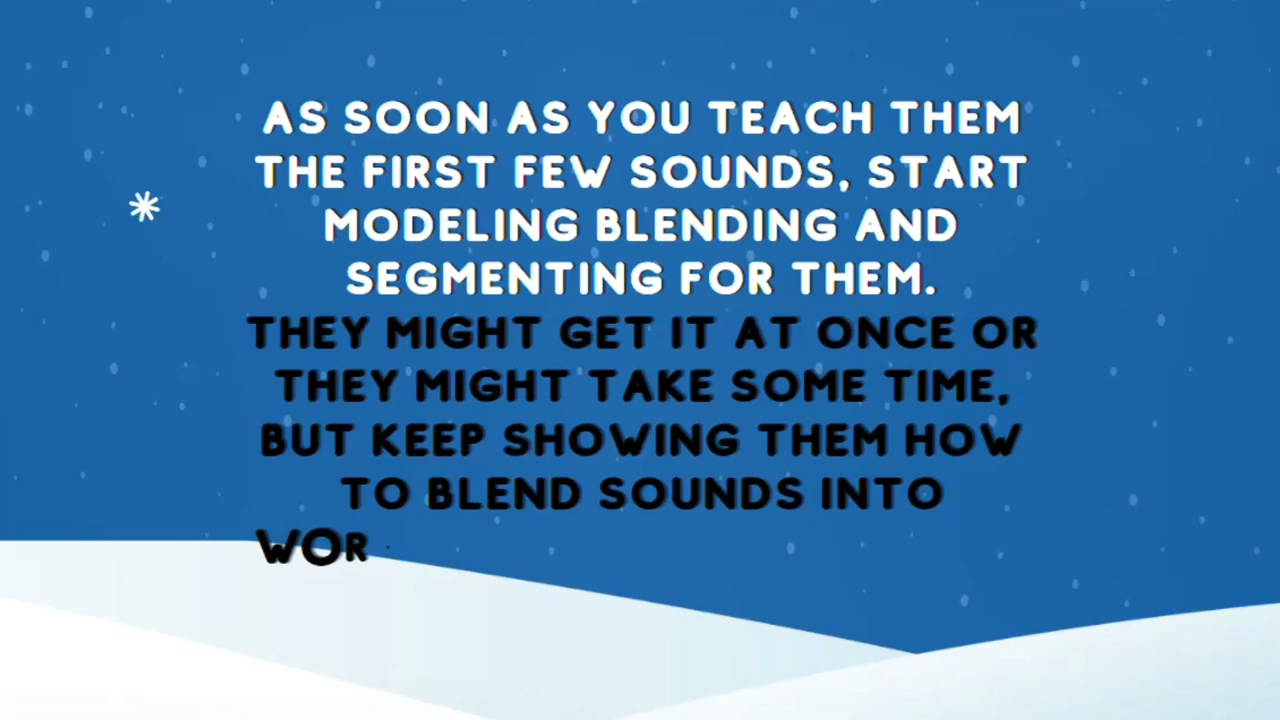 AS SOON AS YOU TEACH THEM
THE FIRST FEW SOUNDS, START
MODELING BLENDING AND
SEGMENTING FOR THEM.
THEY MIGHT GET IT AT ONCE OR
THEY MIGHT TAKE SOME TIME,
BUT KEEP SHOWING THEM HOW
TO BLEND SOUNDS INTO
WOR